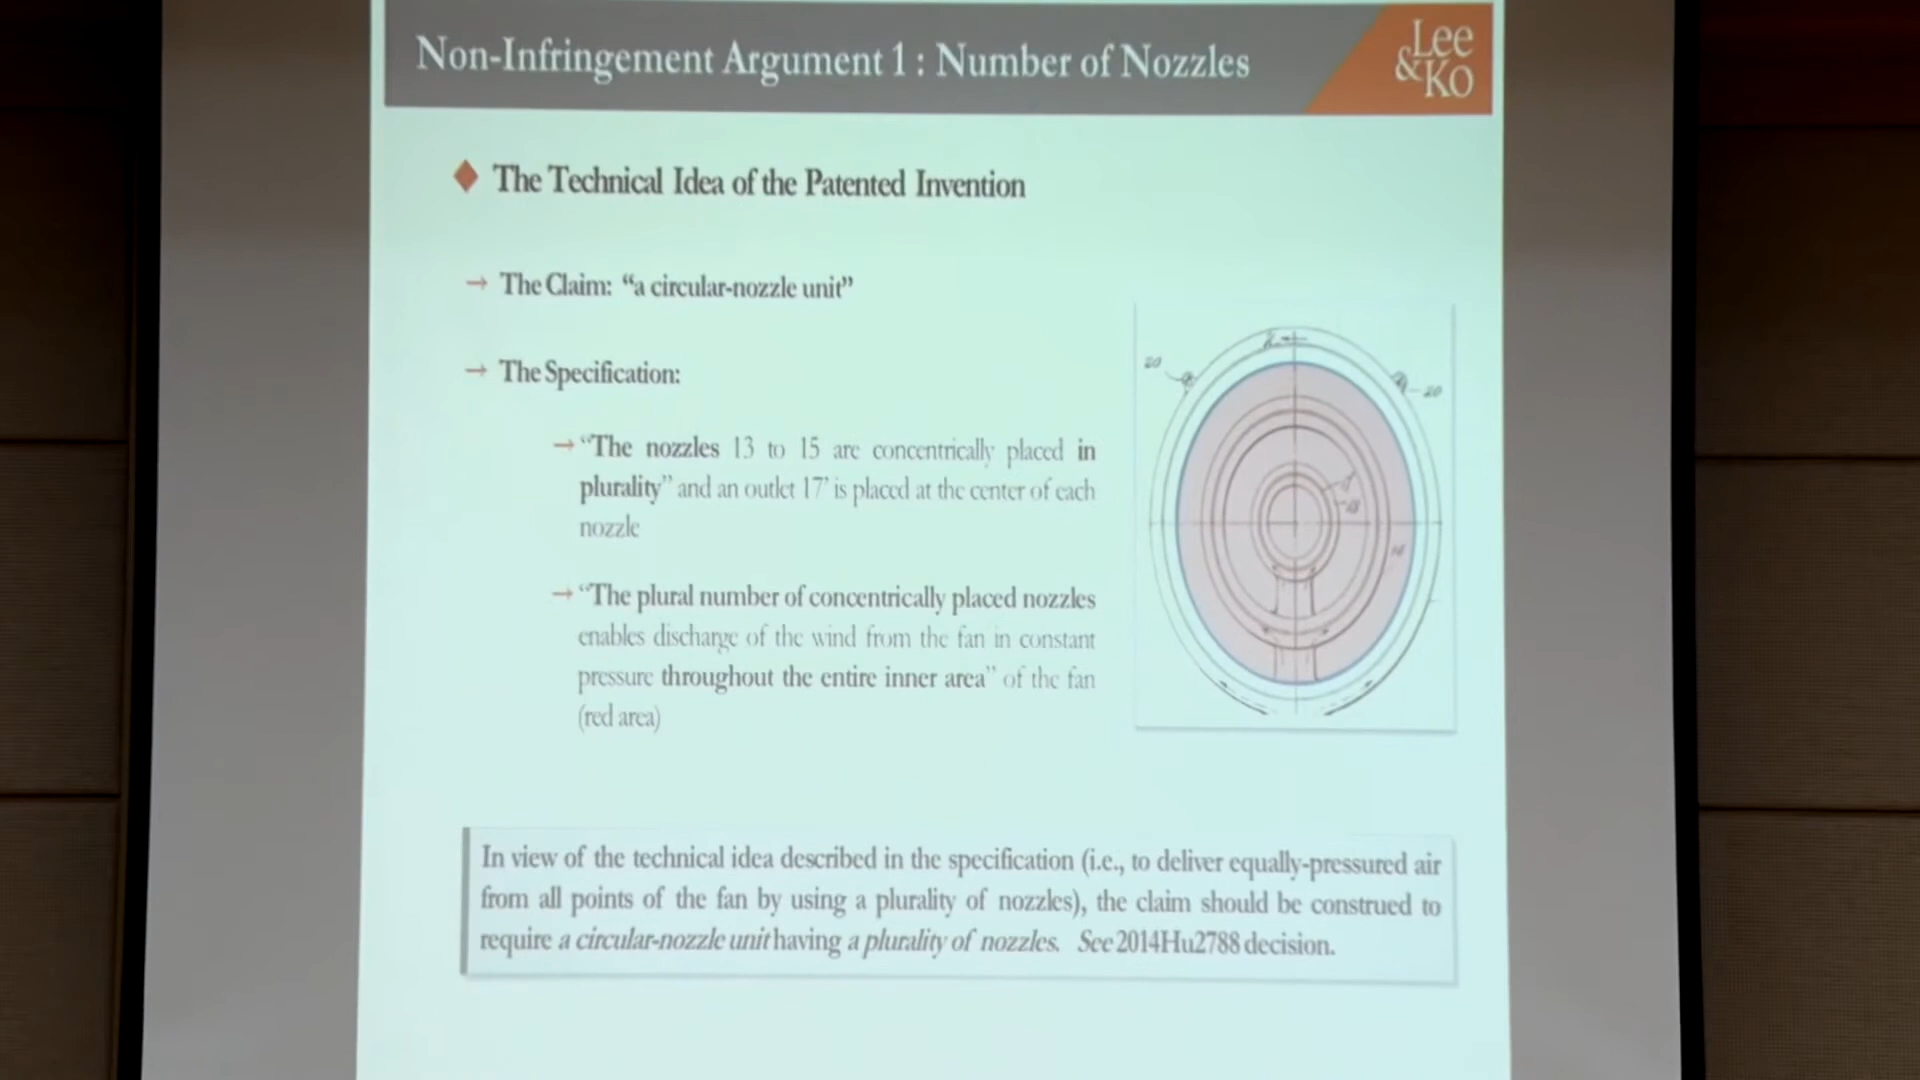 Non-Infringement Argument 1 : Number of Nozzles
Lee
&KO
The Technical Idea of the Patented Invention
→ The Claim: “a circular-nozzle unit”
→ The Specification:
→ “The nozzles 13 to 15 are concentrically placed in
plurality” and an outlet 17' is placed at the center of each
nozzle
→ “The plural number of concentrically placed nozzles
enables discharge of the wind from the fan in constant
pressure throughout the entire inner area” of the fan
(red area)
20
20
In view of the technical idea described in the specification (i.e., to deliver equally-pressured air
from all points of the fan by using a plurality of nozzles), the claim should be construed to
require a circular-nozzle unit having a plurality of nozzles. See 2014Hu2788 decision.